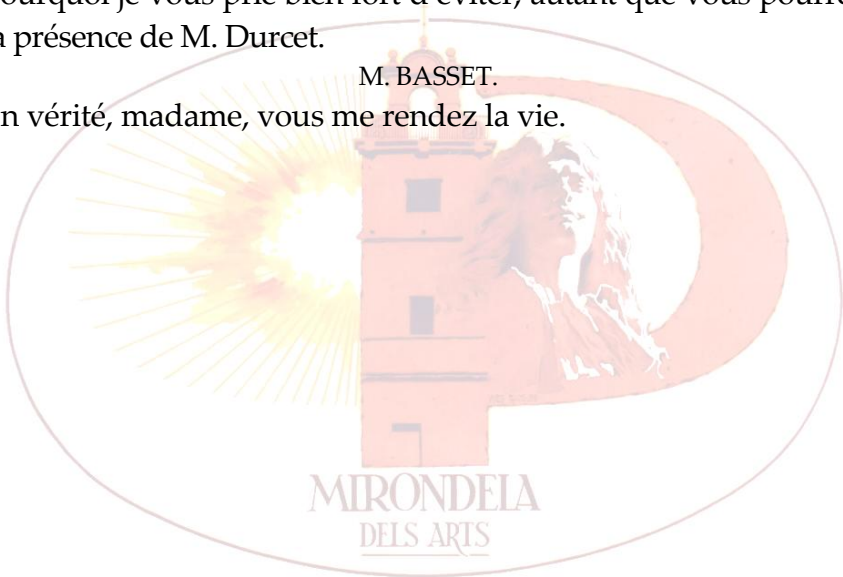 ourquoi je vous prie bien fort d'éviter, autant que vous pourre
a présence de M. Durcet.
M. BASSET.
n vérité, madame, vous me rendez la vie.
MIRONDELA
DELS ARTS